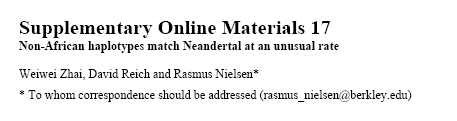 Supplementary Online Materials 17
Non-African haplotypes match Neandertal at an unusual rate
Weiwei Zhai, David Reich and Rasmus Nielsen*
* To whom correspondence should be addressed (rasmus_nielsen@berkley.edu)